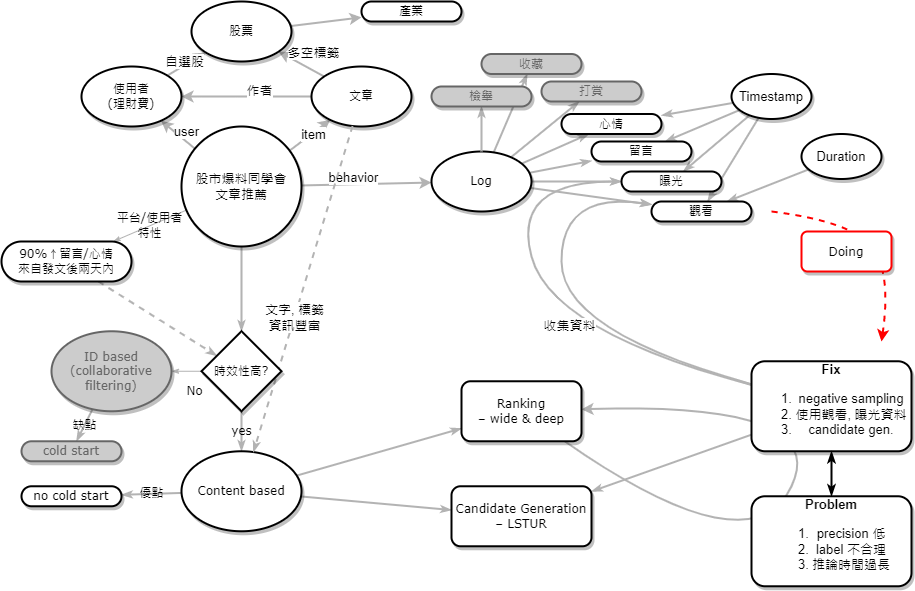 產業
股票
自選股
多空標籤
使用者
(理財費)
作者
文章
user
item
股市爆料同學會
文章推薦
behavior
Log
收藏
檢舉
打賞
心情
留言
曝光
觀看
Timestamp
Duration
Doing
平台/使用者
特性
90%↑留言/心情
來自發文後兩天內
文字, 標籤
資訊豐富
收集資料
時效性高?
No
yes
ID based
(collaborative
filtering)
缺點
cold start
no cold start
優點
Content based
Ranking
– wide & deep
Candidate Generation
– LSTUR
Fix
1. negative sampling
2. 使用觀看, 曝光資料
3. candidate gen.
Problem
1. precision 低
2. label 不合理
3. 推論時間過長